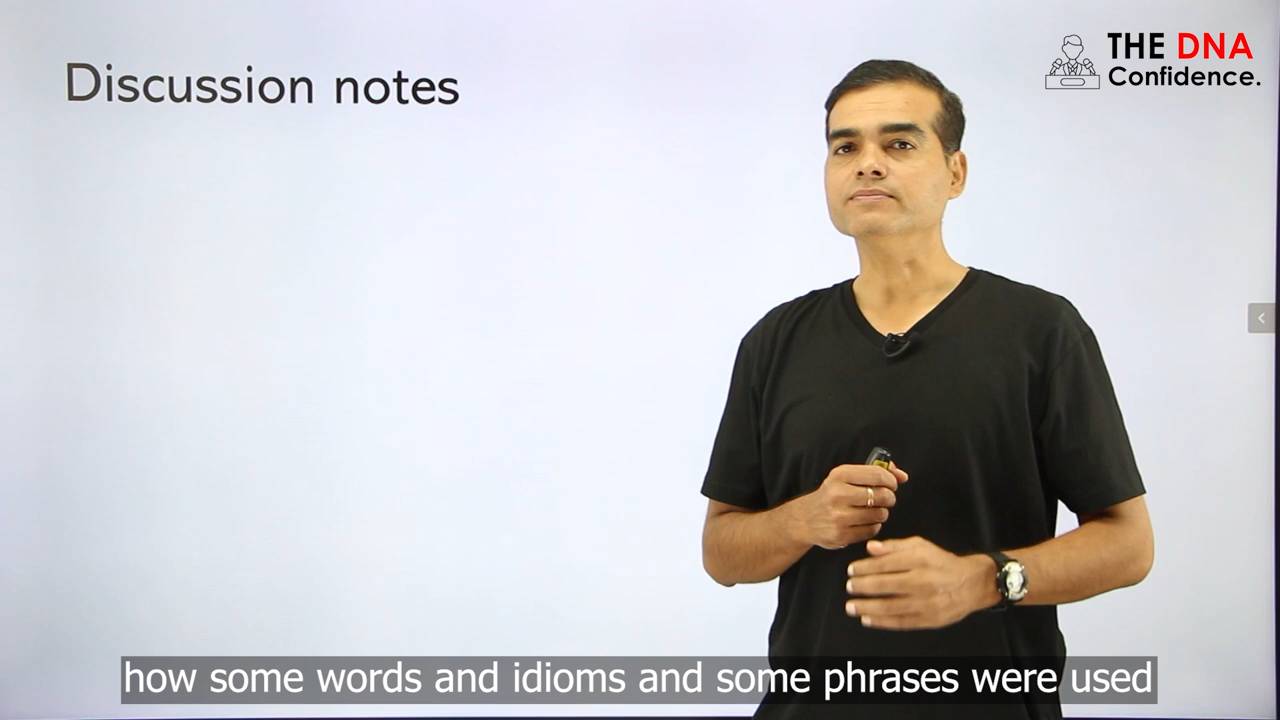 Discussion notes
THE DNA
Confidence.
how some words and idioms and some phrases were used